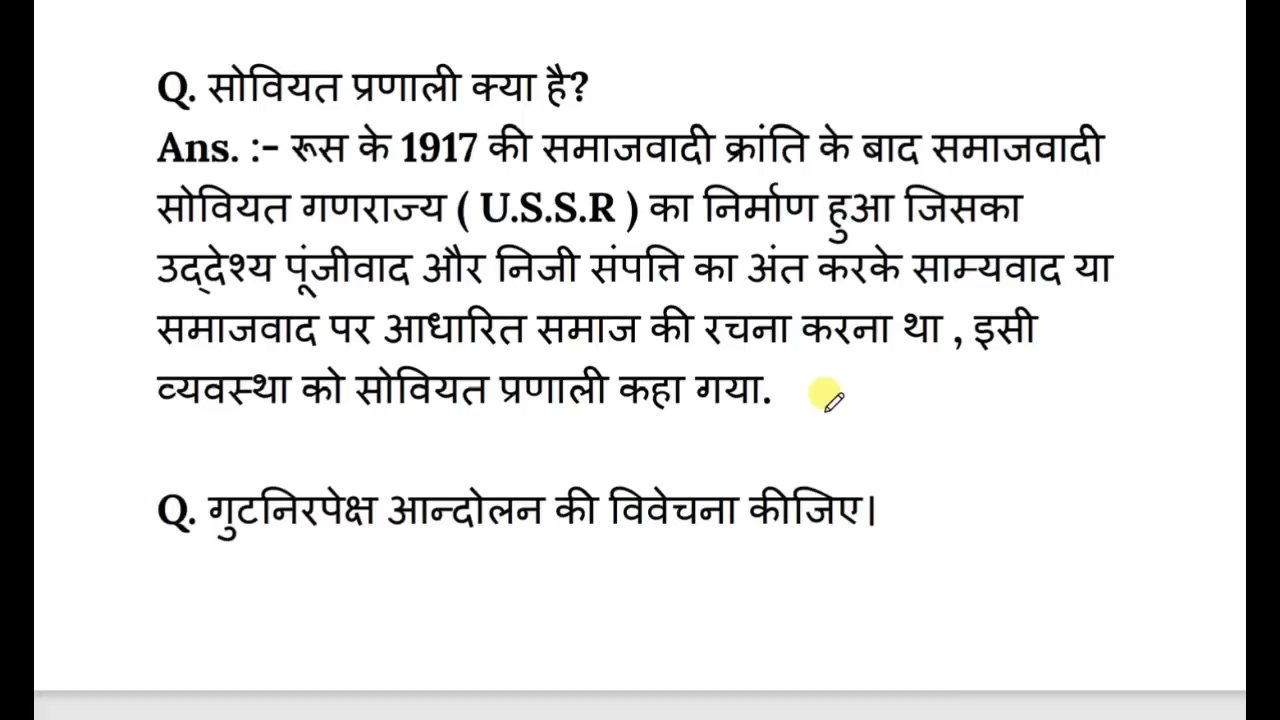 Q. सोवियत प्रणाली क्या है?
Ans. :- रूस के 1917 की समाजवादी क्रांति के बाद समाजवादी
सोवियत गणराज्य ( U.S.S.R ) का निर्माण हुआ जिसका
उद्देश्य पूंजीवाद और निजी संपत्ति का अंत करके साम्यवाद या
समाजवाद पर आधारित समाज की रचना करना था , इसी
व्यवस्था को सोवियत प्रणाली कहा गया.
Q. गुटनिरपेक्ष आन्दोलन की विवेचना कीजिए।